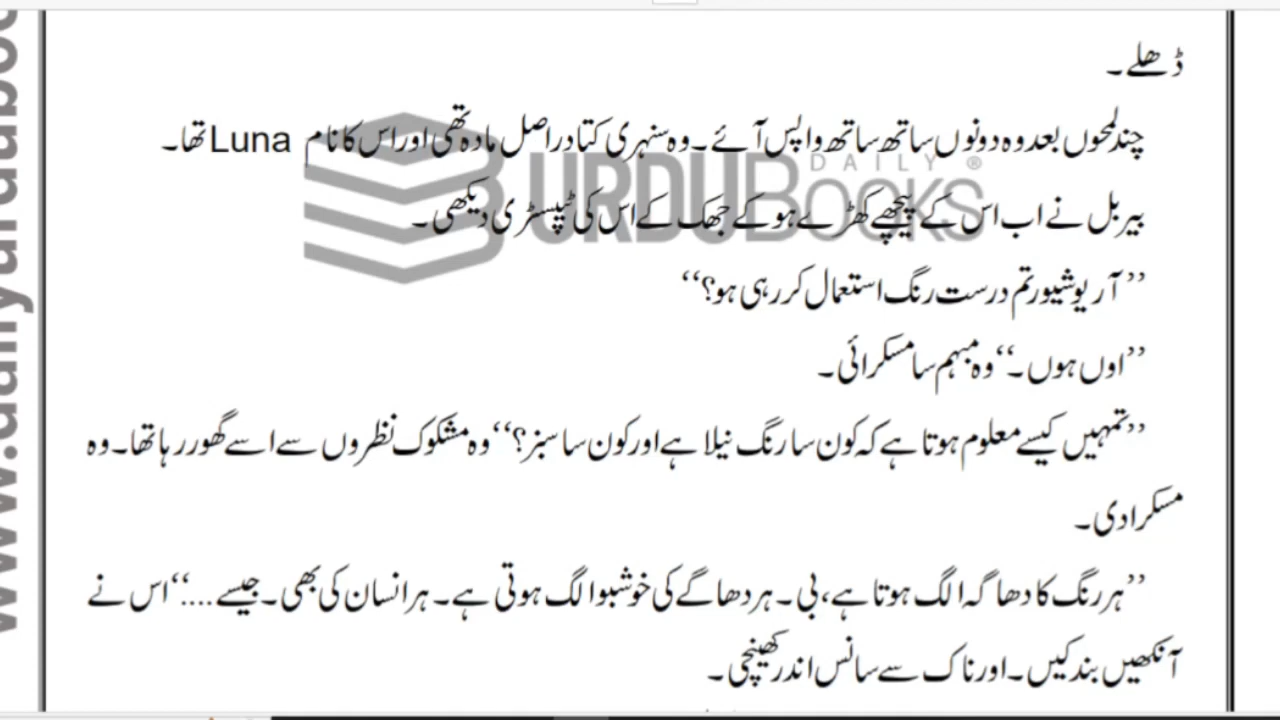 ڈھلے۔
چند لمحوں بعد وہ دونوں ساتھ ساتھ واپس آئے۔ وہ سنہری کتا دراصل مادہ تھی اور اس کا نام Luna تھا۔
DAILY ®
URDU BOOKS
بیربل نے اب اس کے پیچھے کھڑے ہو کے جھک کے اس کی ٹیپسٹری دیکھی۔
’’آر یو شیور تم درست رنگ استعمال کر رہی ہو؟‘‘
’’اوں ہوں۔‘‘ وہ مبہم سا مسکرائی۔
’’تمہیں کیسے معلوم ہوتا ہے کہ کون سا رنگ نیلا ہے اور کون سا سبز؟‘‘ وہ مشکوک نظروں سے اسے گھور رہا تھا۔ وہ
مسکرا دی۔
’’ہر رنگ کا دھاگہ الگ ہوتا ہے، بی۔ ہر دھاگے کی خوشبو الگ ہوتی ہے۔ ہر انسان کی بھی۔ جیسے....‘‘ اس نے
آنکھیں بند کیں۔ اور ناک سے سانس اندر کھینچی۔
www.dailyurduboo